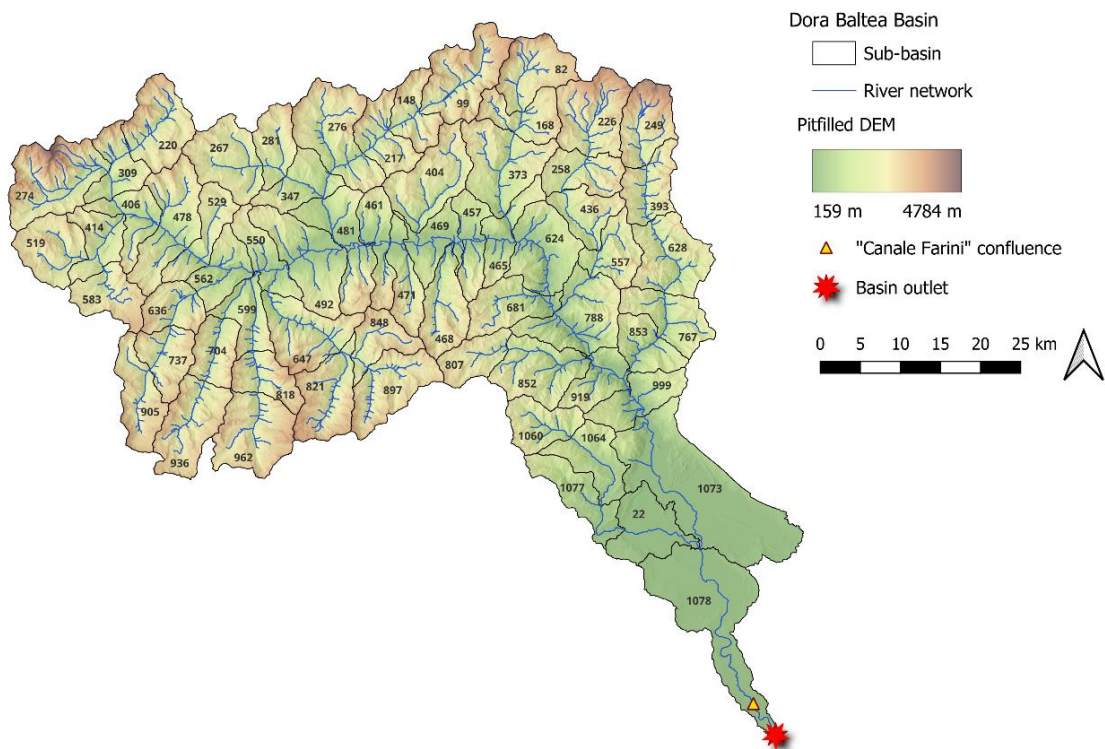 Dora Baltea Basin
Sub-basin
River network
Pitfilled DEM
159 m 4784 m
"Canale Farini" confluence
Basin outlet
0 5 10 15 20 25 km
82
148 99
276 168 226 249
220 267 281
217
309 404 373 258
274 347
406 478 529 461 457 436 393
414
519 550 481 469 624 628
465 557
562
583 492 471
636 599 681 788
848
468 853 767
737 704 647 807
821 897 852 999
818 919
905
1060 1064
936 962
1077 1073
22
1078